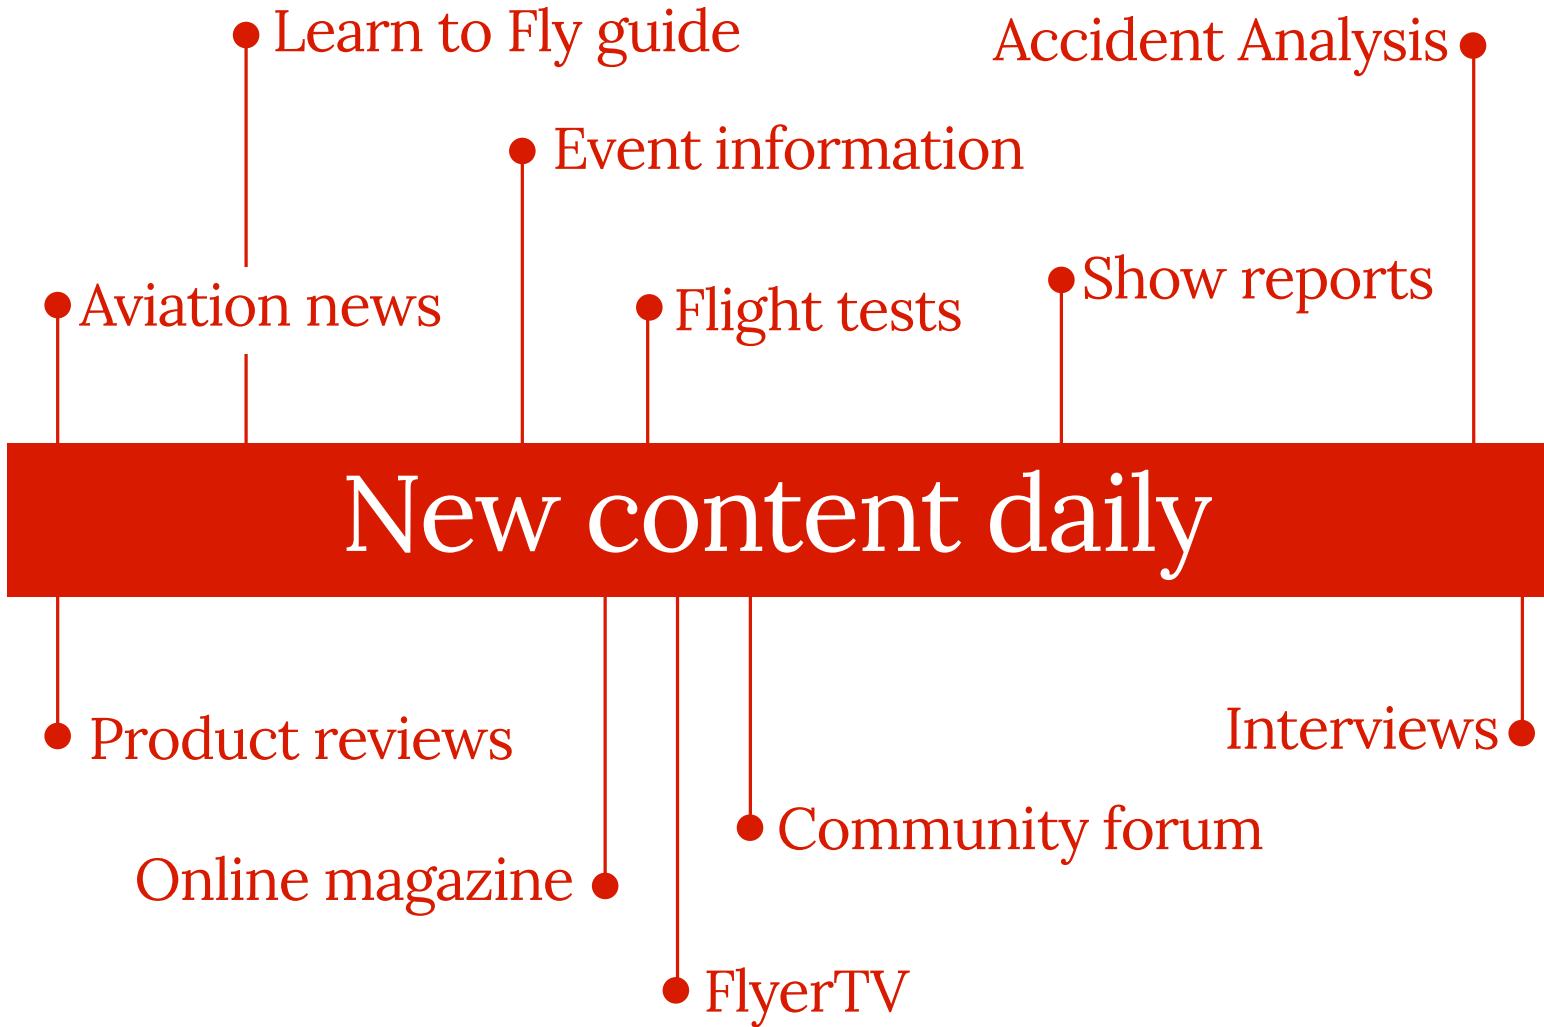 Learn to Fly guide
Accident Analysis
Event information
Aviation news
Flight tests
Show reports
New content daily
Product reviews
Interviews
Community forum
Online magazine
FlyerTV